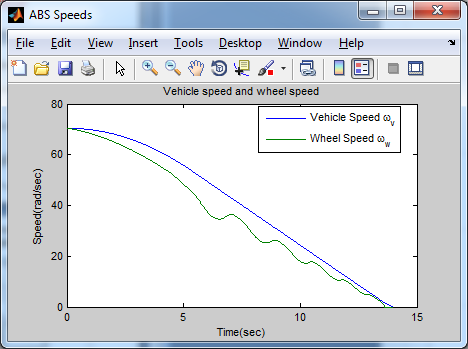 ABS Speeds
File Edit View Insert Tools Desktop Window Help
Vehicle speed and wheel speed
Vehicle Speed ωv
Wheel Speed ωw
Speed(rad/sec)
80
60
40
20
0
0 5 10 15
Time(sec)